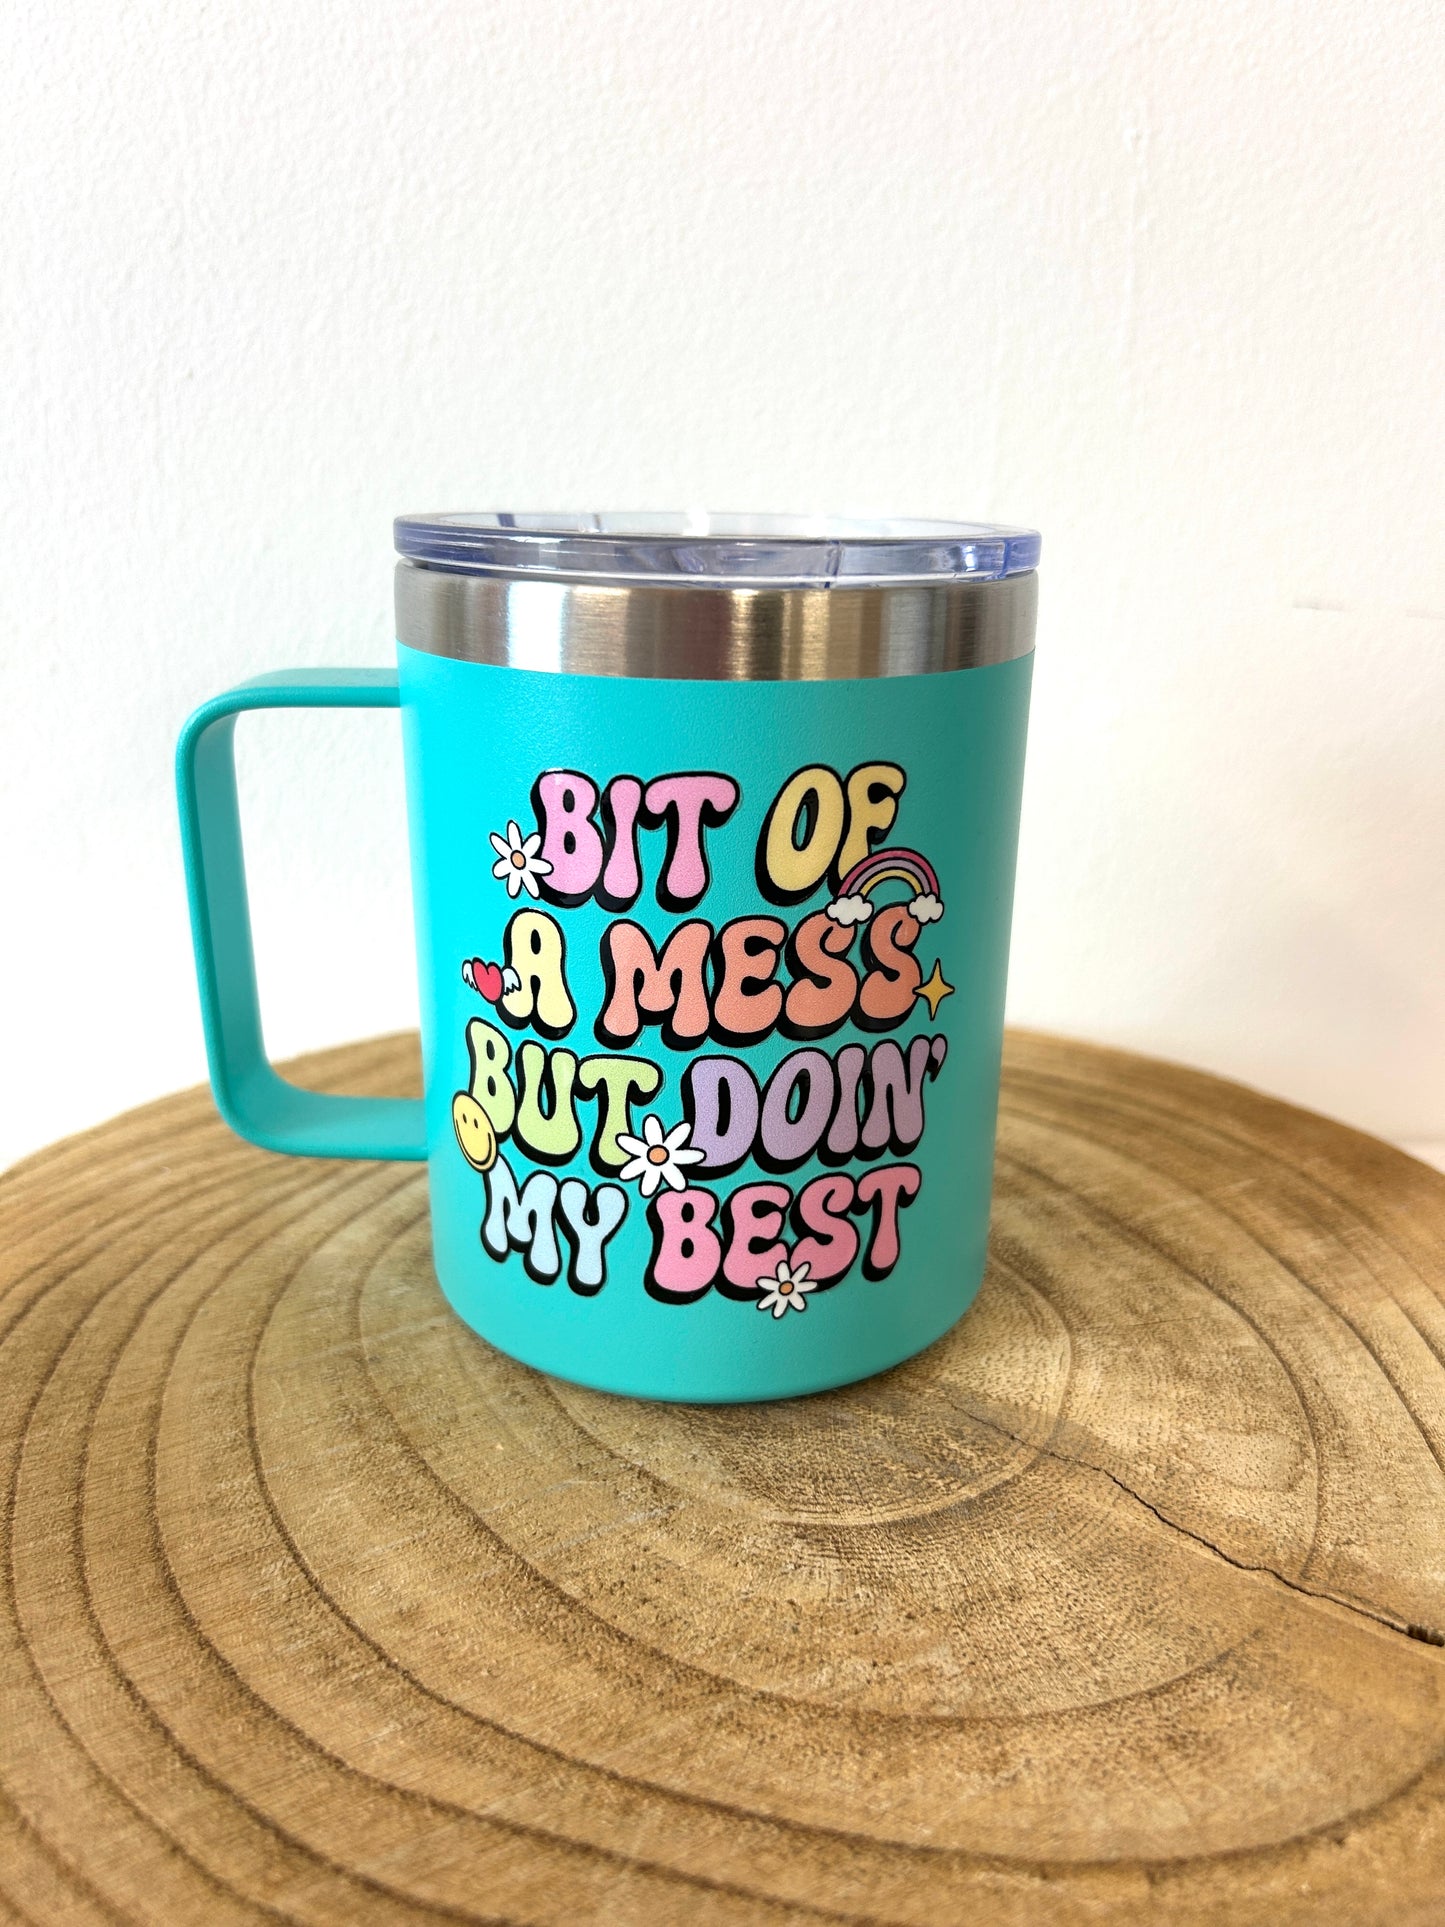 BIT OF
A MESS
BUT DOIN'
MY BEST